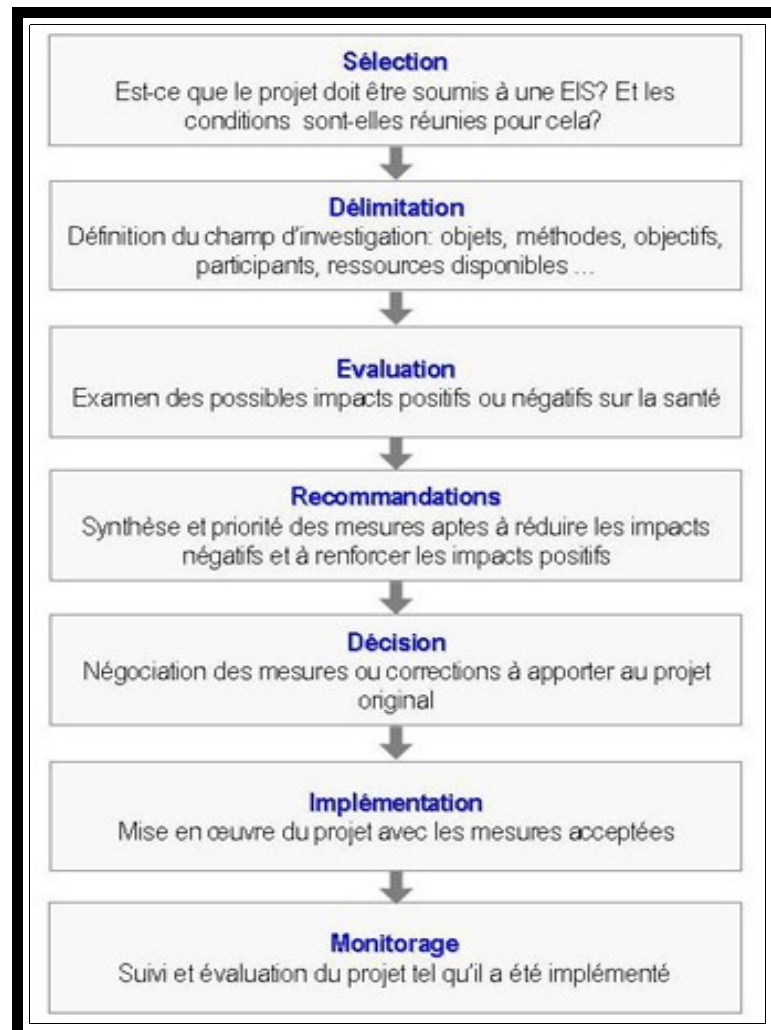 Sélection
Est-ce que le projet doit être soumis à une EIS? Et les
conditions sont-elles réunies pour cela?
Délimitation
Définition du champ d'investigation: objets, méthodes, objectifs,
participants, ressources disponibles ...
Evaluation
Examen des possibles impacts positifs ou négatifs sur la santé
Recommandations
Synthèse et priorité des mesures aptes à réduire les impacts
négatifs et à renforcer les impacts positifs
Décision
Négociation des mesures ou corrections à apporter au projet
original
Implémentation
Mise en œuvre du projet avec les mesures acceptées
Monitorage
Suivi et évaluation du projet tel qu'il a été implémenté